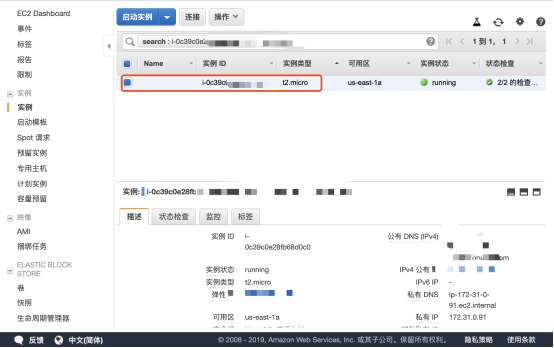 EC2 Dashboard
事件
标签
报告
限制
实例
实例
启动模板
Spot 请求
预留实例
专用主机
计划实例
容量预留
映像
AMI
捆绑任务
ELASTIC BLOCK
STORE
卷
快照
生命周期管理器
启动实例 连接 操作
search : i-0c39c0e2 1 到 1, 1
Name 实例 ID 实例类型 可用区 实例状态 状态检查
i-0c39c t2.micro us-east-1a running 2/2 的检查...
实例: i-0c39c0e28fb
描述 状态检查 监控 标签
实例 ID i-
0c39c0e28fb68d0c0
公有 DNS (IPv4)
.com
实例状态 running IPv4 公有
实例类型 t2.micro IPv6 IP -
弹性 私有 DNS ip-172-31-0-
91.ec2.internal
可用区 us-east-1a 私有 IP 172.31.0.91
反馈 中文(简体) © 2008 - 2019, Amazon Web Services, Inc. 或其子公司。保留所有权利。 隐私策略 使用条款